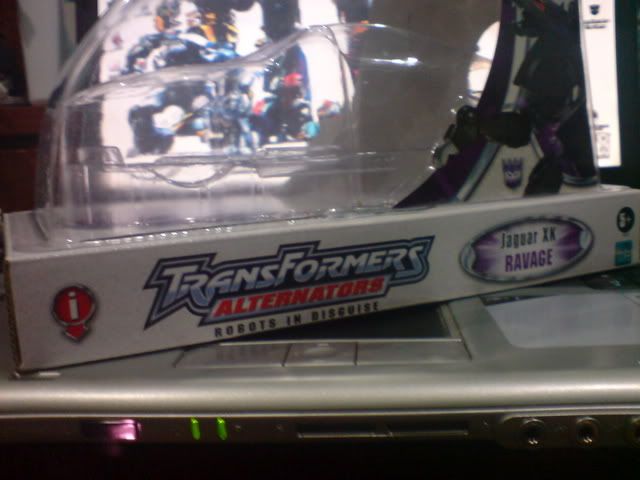 i
TRANSFORMERS
ALTERNATORS
ROBOTS IN DISGUISE
Jaguar XK
RAVAGE
5+